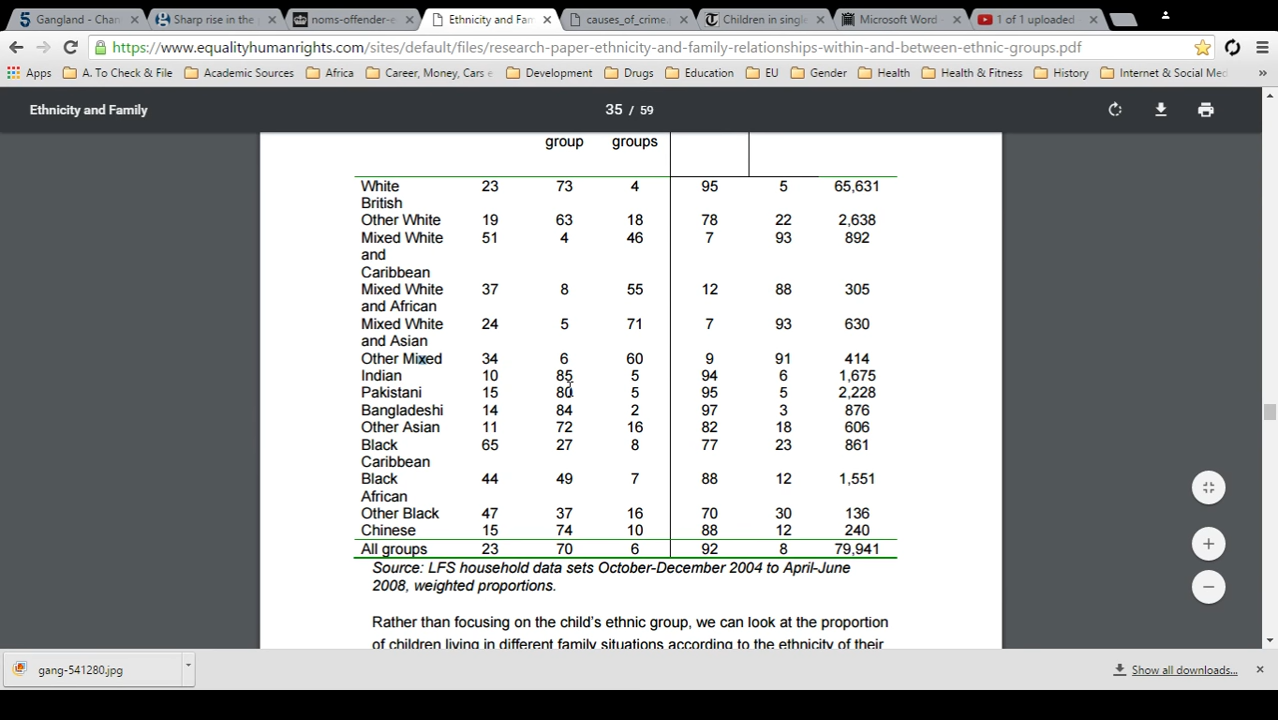 Gangland - Chan
Sharp rise in the
noms-offender-e
Ethnicity and Fam
causes_of_crime.
Children in single
Microsoft Word -
1 of 1 uploaded
https://www.equalityhumanrights.com/sites/default/files/research-paper-ethnicity-and-family-relationships-within-and-between-ethnic-groups.pdf
Apps A. To Check & File Academic Sources Africa Career, Money, Cars e Development Drugs Education EU Gender Health Health & Fitness History Internet & Social Med »
Ethnicity and Family 35 / 59
group groups
White 23 73 4 95 5 65,631
British
Other White 19 63 18 78 22 2,638
Mixed White 51 4 46 7 93 892
and
Caribbean
Mixed White 37 8 55 12 88 305
and African
Mixed White 24 5 71 7 93 630
and Asian
Other Mixed 34 6 60 9 91 414
Indian 10 85 5 94 6 1,675
Pakistani 15 80 5 95 5 2,228
Bangladeshi 14 84 2 97 3 876
Other Asian 11 72 16 82 18 606
Black 65 27 8 77 23 861
Caribbean
Black 44 49 7 88 12 1,551
African
Other Black 47 37 16 70 30 136
Chinese 15 74 10 88 12 240
All groups 23 70 6 92 8 79,941
Source: LFS household data sets October-December 2004 to April-June
2008, weighted proportions.
Rather than focusing on the child's ethnic group, we can look at the proportion
of children living in different family situations according to the ethnicity of their
gang-541280.jpg
Show all downloads...